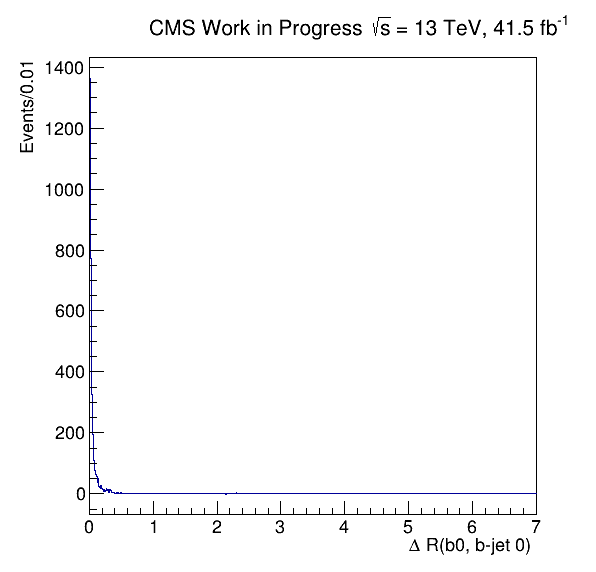 CMS Work in Progress √s = 13 TeV, 41.5 fb⁻¹
Events/0.01
1400
1200
1000
800
600
400
200
0
0 1 2 3 4 5 6 7
Δ R(b0, b-jet 0)